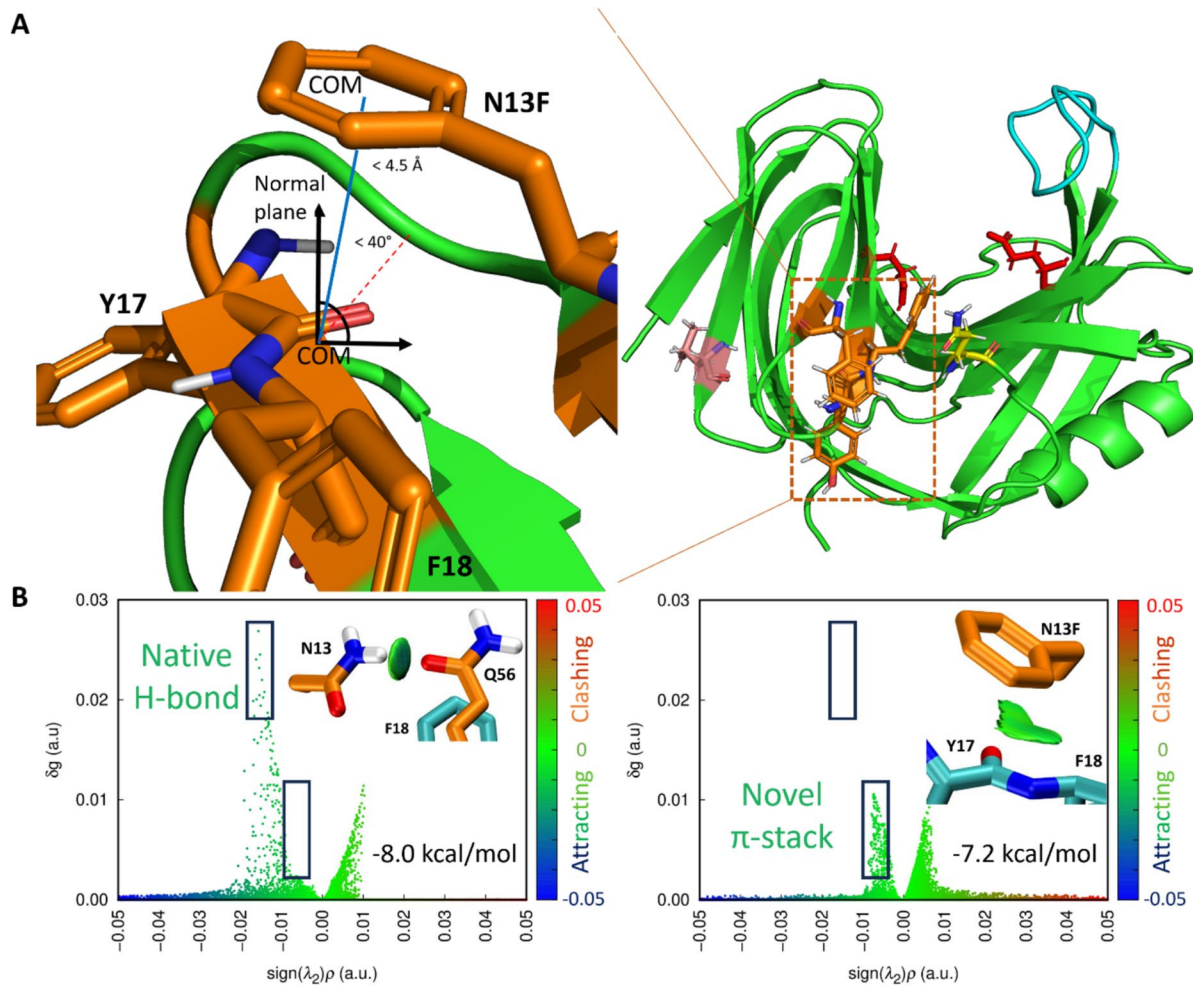 A
COM
N13F
< 4.5 Å
Normal
plane
< 40°
Y17
COM
F18
B
0.03
0.02
0.01
0.00
δg (a.u)
Native
H-bond
N13
Q56
F18
-8.0 kcal/mol
−0.05 −0.04 −0.03 −0.02 −0.01 0.00 0.01 0.02 0.03 0.04 0.05
sign(λ₂)ρ (a.u.)
0.05
Clashing
0
Attracting
-0.05
0.03
0.02
0.01
0.00
δg (a.u)
N13F
Y17
F18
Novel
π-stack
-7.2 kcal/mol
−0.05 −0.04 −0.03 −0.02 −0.01 0.00 0.01 0.02 0.03 0.04 0.05
sign(λ₂)ρ (a.u.)
0.05
Clashing
0
Attracting
-0.05